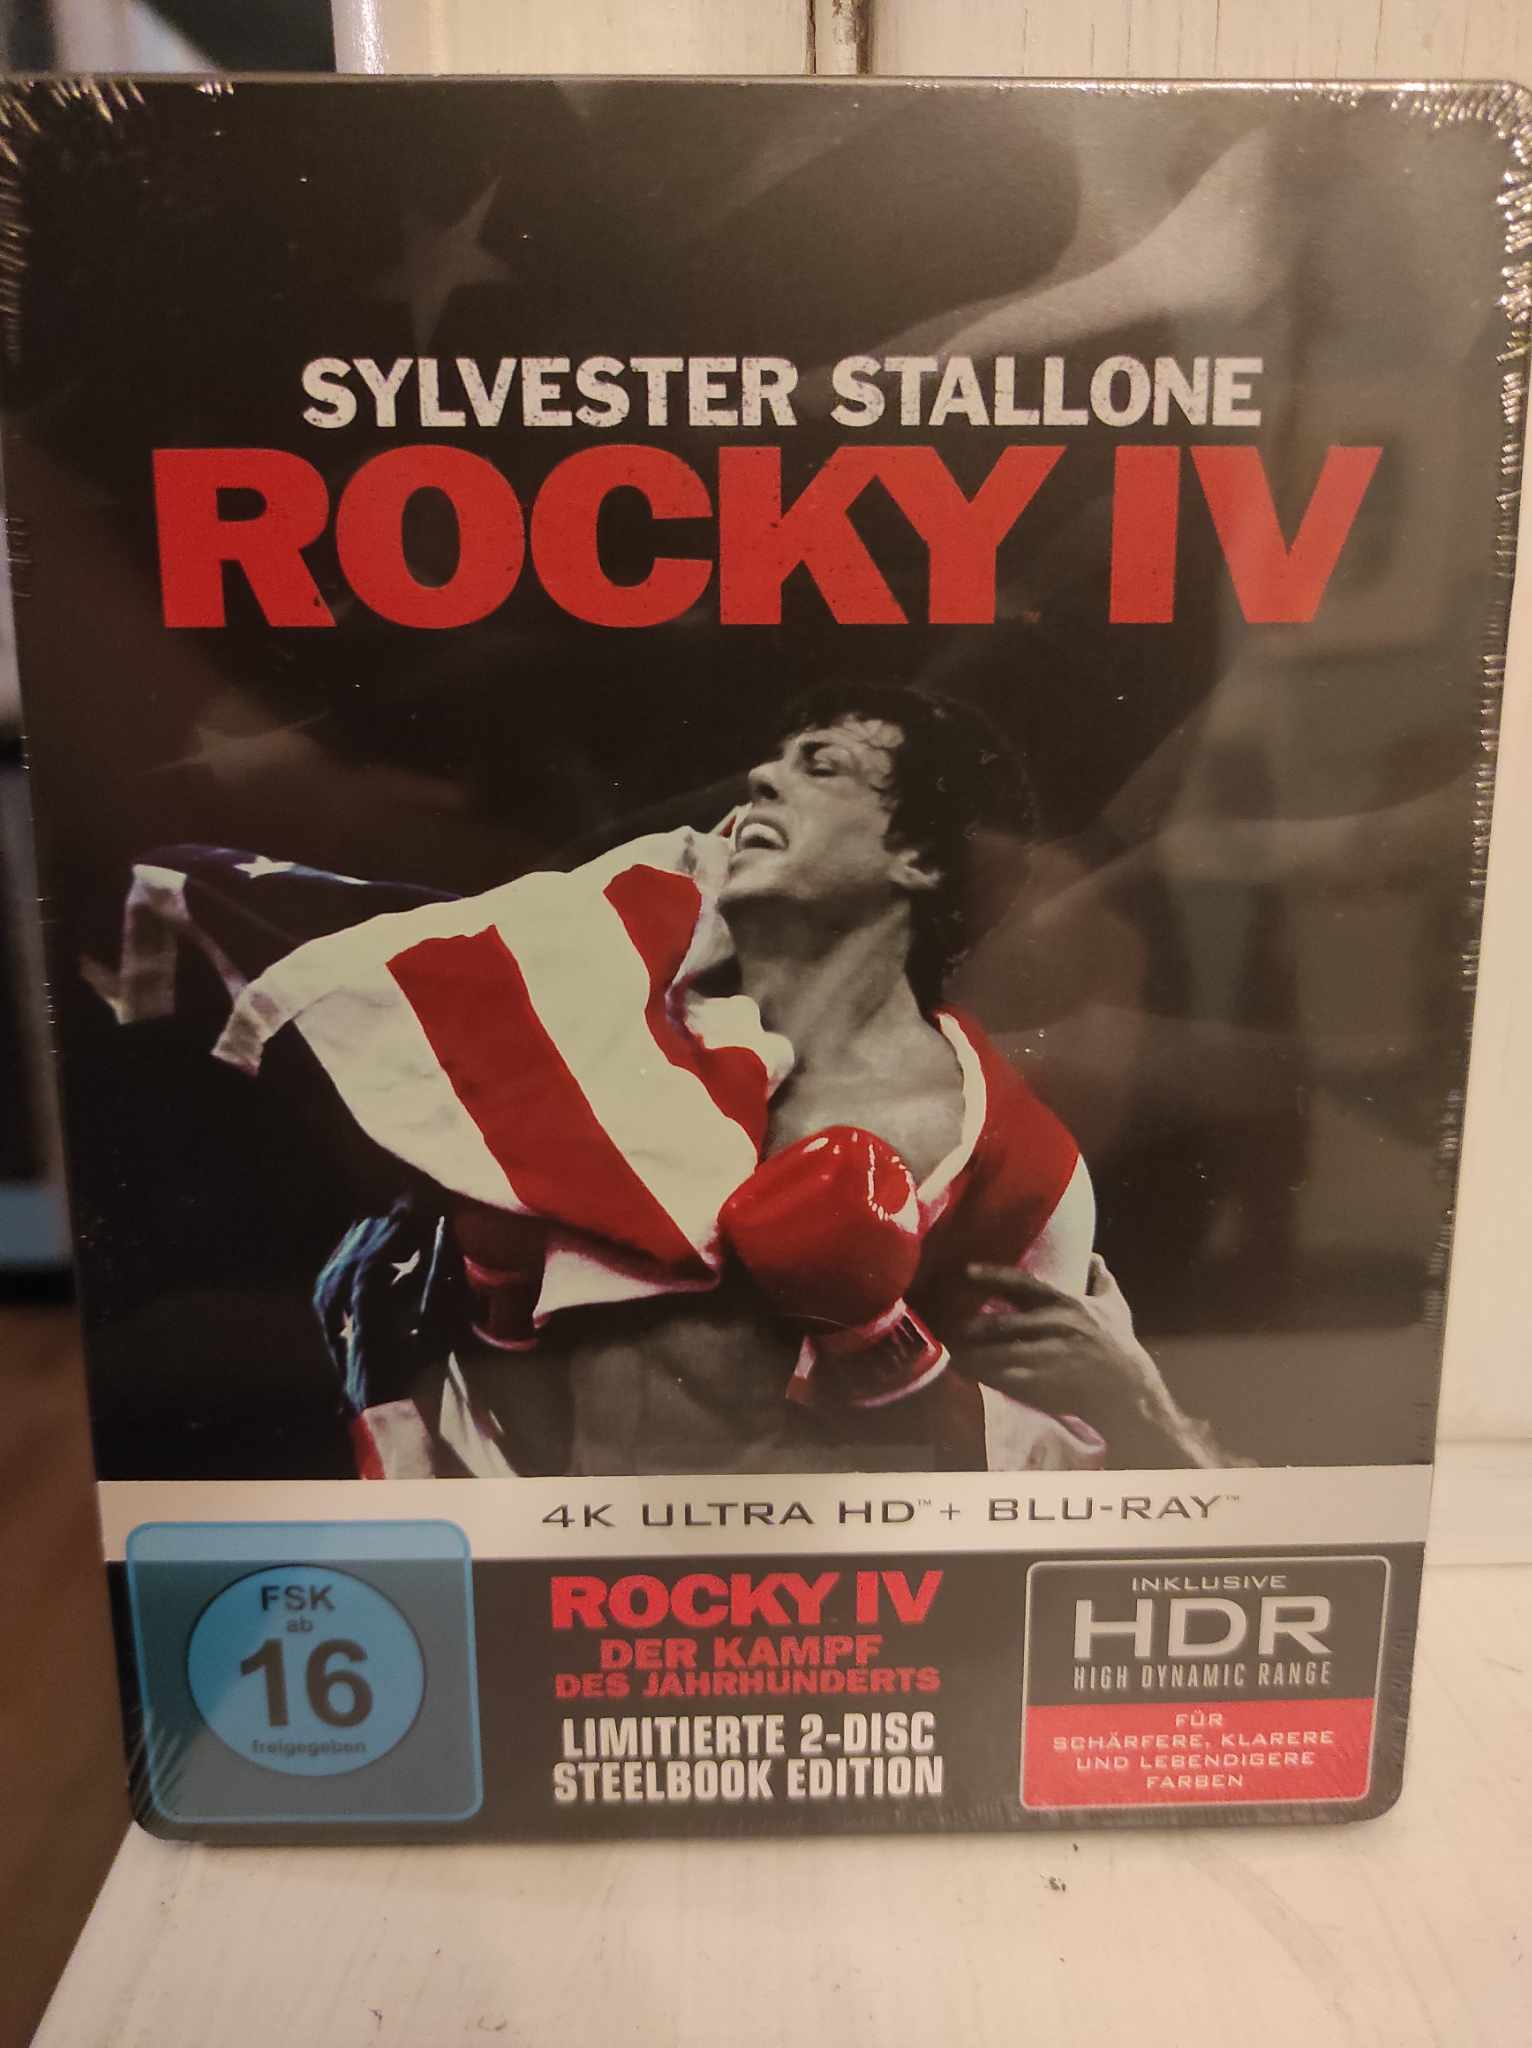 SYLVESTER STALLONE
ROCKY IV™
4K ULTRA HD™ + BLU-RAY™
FSK
ab
16
freigegeben
ROCKY IV
DER KAMPF
DES JAHRHUNDERTS
LIMITIERTE 2-DISC
STEELBOOK EDITION
INKLUSIVE
HDR
HIGH DYNAMIC RANGE
FÜR
SCHÄRFERE, KLARERE
UND LEBENDIGERE
FARBEN